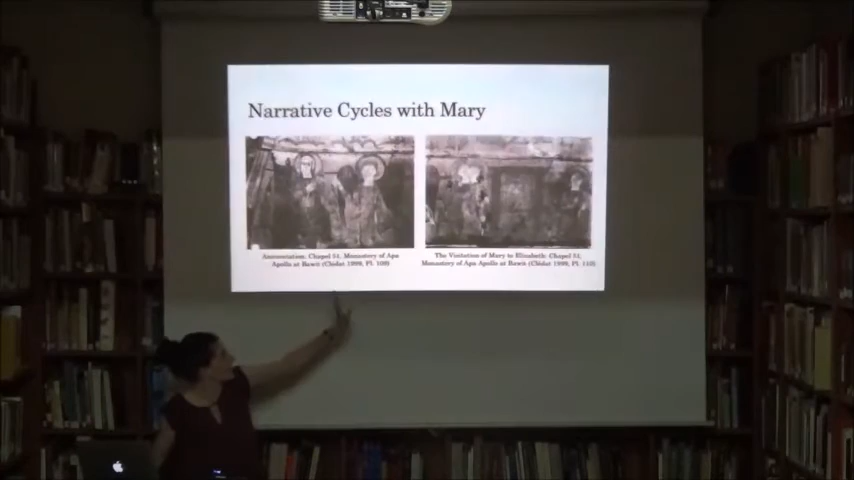 Narrative Cycles with Mary
Annunciation: Chapel 51, Monastery of Apa
Apollo at Bawit (Clédat 1999, Pl. 109)
The Visitation of Mary to Elizabeth: Chapel 51,
Monastery of Apa Apollo at Bawit (Clédat 1999, Pl. 110)